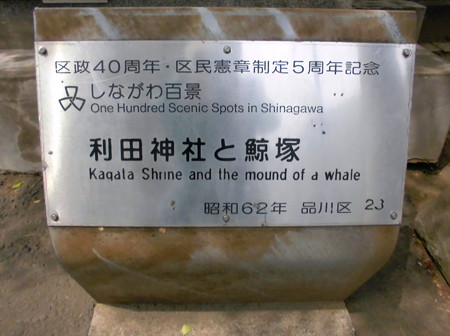 区政40周年・区民憲章制定5周年記念
しながわ百景
One Hundred Scenic Spots in Shinagawa
利田神社と鯨塚
Kagata Shrine and the mound of a whale
昭和62年 品川区 23